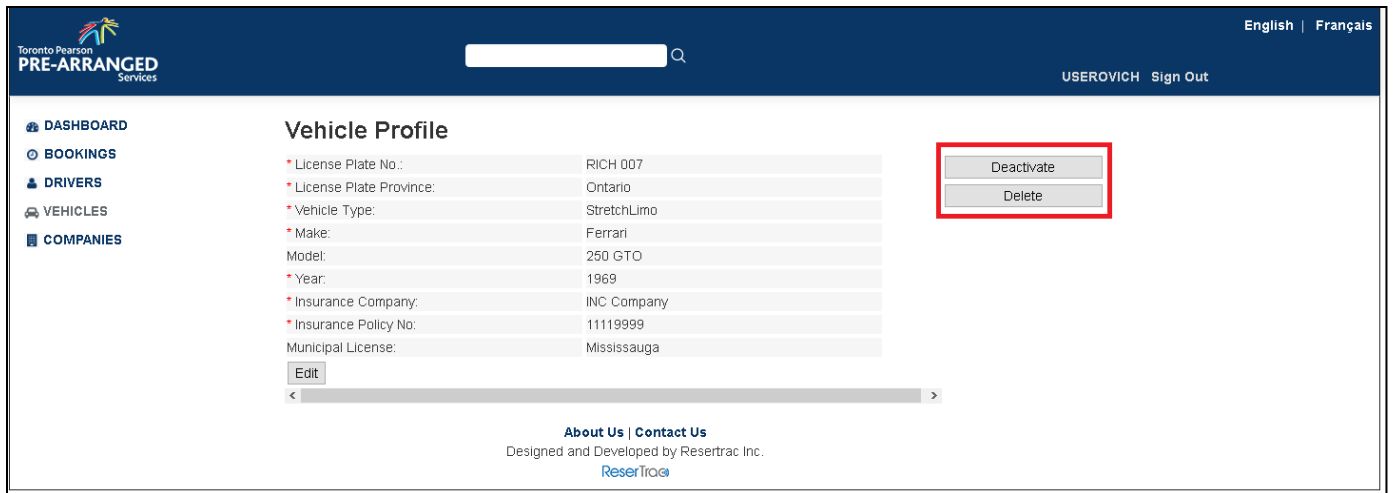 English | Français
Toronto Pearson
PRE-ARRANGED
Services
USEROVICH Sign Out
DASHBOARD
BOOKINGS
DRIVERS
VEHICLES
COMPANIES
Vehicle Profile
* License Plate No.: RICH 007
* License Plate Province: Ontario
* Vehicle Type: StretchLimo
* Make: Ferrari
Model: 250 GTO
* Year: 1969
* Insurance Company: INC Company
* Insurance Policy No: 11119999
Municipal License: Mississauga
Edit
Deactivate
Delete
About Us | Contact Us
Designed and Developed by Resertrac Inc.
ReserTrac